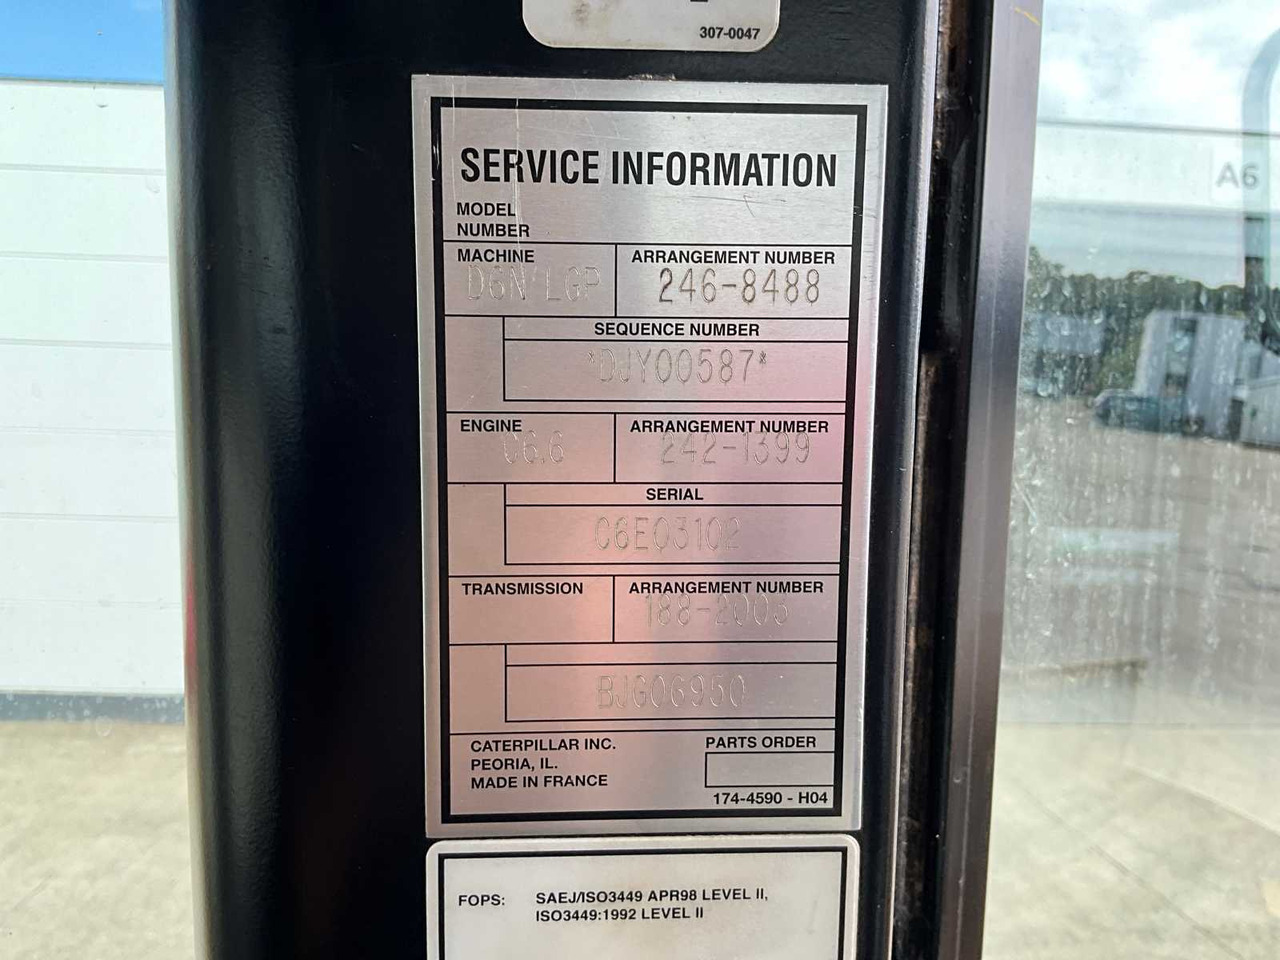 307-0047
SERVICE INFORMATION
MODEL
NUMBER
MACHINE ARRANGEMENT NUMBER
D6N LGP 246-8488
SEQUENCE NUMBER
*DJY00587*
ENGINE ARRANGEMENT NUMBER
C6.6 242-1399
SERIAL
C6E03102
TRANSMISSION ARRANGEMENT NUMBER
188-2003
BJG06950
CATERPILLAR INC. PARTS ORDER
PEORIA, IL.
MADE IN FRANCE
174-4590 - H04
FOPS: SAEJ/ISO3449 APR98 LEVEL II,
ISO3449:1992 LEVEL II
A6